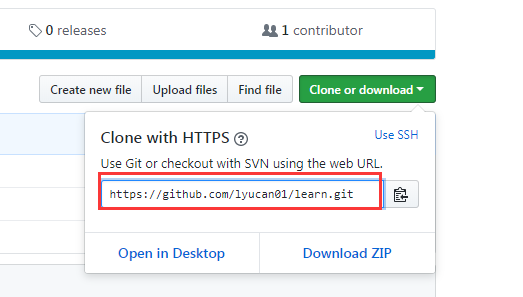 0 releases
1 contributor
Create new file
Upload files
Find file
Clone or download
Clone with HTTPS
Use SSH
Use Git or checkout with SVN using the web URL.
https://github.com/lyucan01/learn.git
Open in Desktop
Download ZIP